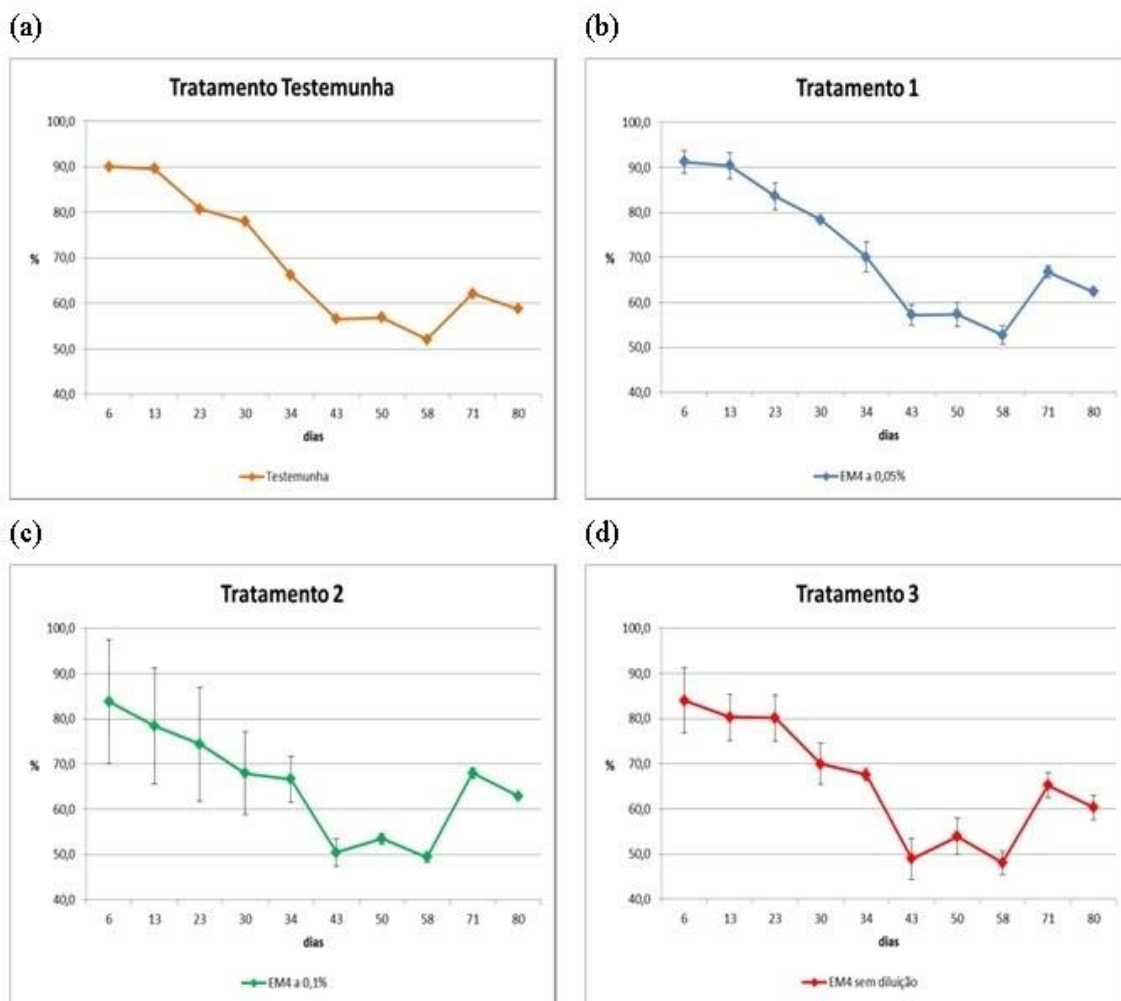 (a)
Tratamento Testemunha
100,0
90,0
80,0
70,0
%
60,0
50,0
40,0
6 13 23 30 34 43 50 58 71 80
dias
Testemunha
(b)
Tratamento 1
100,0
90,0
80,0
70,0
%
60,0
50,0
40,0
6 13 23 30 34 43 50 58 71 80
dias
EM4 a 0,05%
(c)
Tratamento 2
100,0
90,0
80,0
70,0
%
60,0
50,0
40,0
6 13 23 30 34 43 50 58 71 80
dias
EM4 a 0,1%
(d)
Tratamento 3
100,0
90,0
80,0
70,0
%
60,0
50,0
40,0
6 13 23 30 34 43 50 58 71 80
dias
EM4 sem diluição